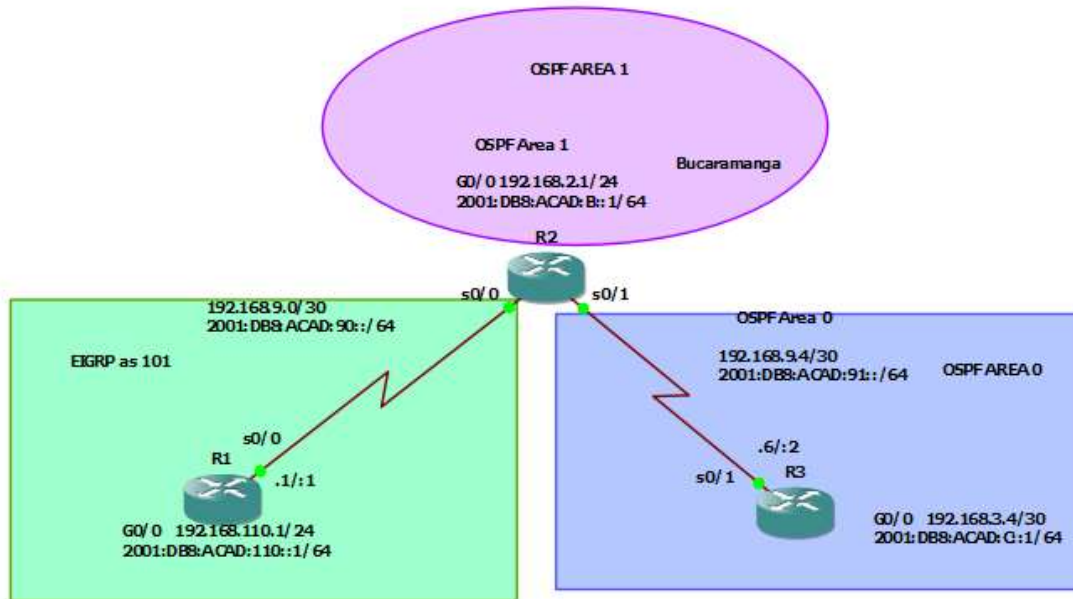 OSPF AREA 1
OSPF Area 1
Bucaramanga
G0/0 192.168.2.1/24
2001:DB8:ACAD:B::1/64
R2
s0/0
s0/1
192.168.9.0/30
2001:DB8:ACAD:90::/64
EIGRP as 101
s0/0
R1
.1/:1
G0/0 192.168.110.1/24
2001:DB8:ACAD:110::1/64
OSPF Area 0
192.168.9.4/30
2001:DB8:ACAD:91::/64
OSPF AREA 0
.6/:2
s0/1
R3
G0/0 192.168.3.4/30
2001:DB8:ACAD:C::1/64